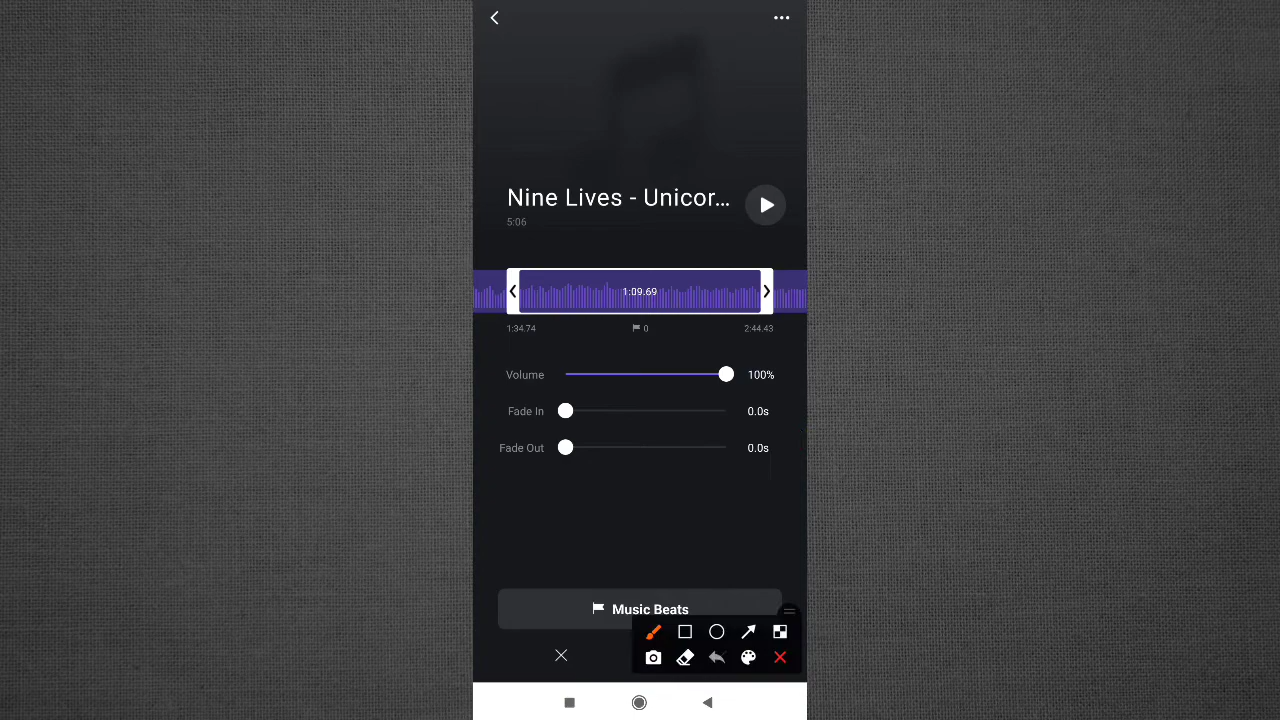 Nine Lives - Unicor...
5:06
1:09.69
1:34.74 0 2:44.43
Volume 100%
Fade In 0.0s
Fade Out 0.0s
Music Beats